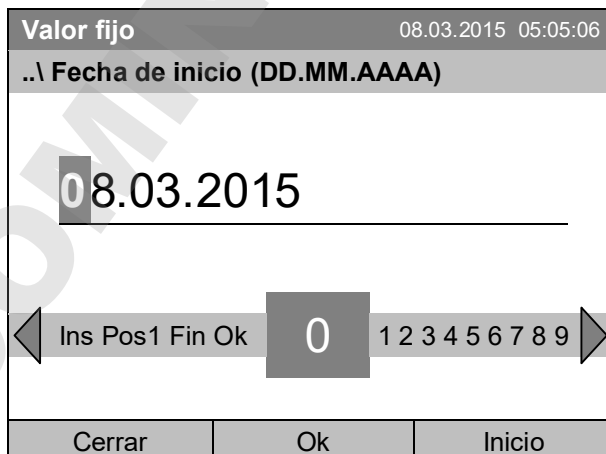 Valor fijo 08.03.2015 05:05:06
..\ Fecha de inicio (DD.MM.AAAA)
08.03.2015
Ins Pos1 Fin Ok 0 1 2 3 4 5 6 7 8 9
Cerrar Ok Inicio